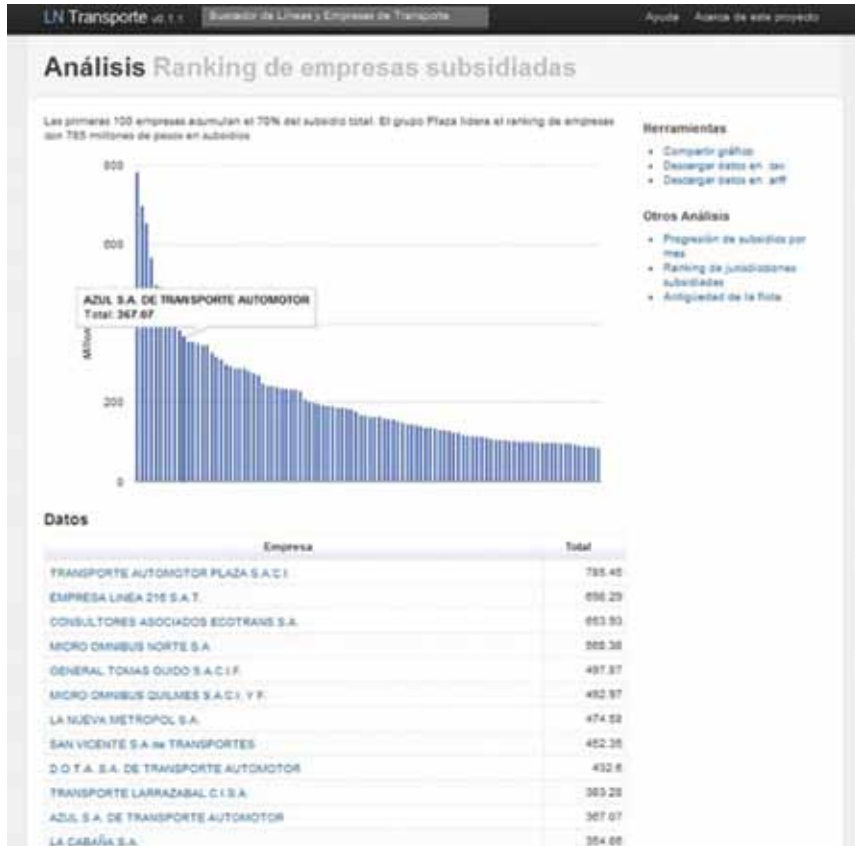 LN Transporte v0.1.1
Buscador de Líneas y Empresas de Transporte
Ayuda Acerca de este proyecto
Análisis Ranking de empresas subsidiadas
Las primeras 100 empresas acumulan el 70% del subsidio total. El grupo Plaza lidera el ranking de empresas
con 785 millones de pesos en subsidios
Herramientas
Compartir gráfico
Descargar datos en .csv
Descargar datos en .arff
Otros Análisis
Progresión de subsidios por
mes
Ranking de jurisdicciones
subsidiadas
Antigüedad de la flota
800
600
AZUL S.A. DE TRANSPORTE AUTOMOTOR
Total: 367.07
200
0
Datos
Empresa Total
TRANSPORTE AUTOMOTOR PLAZA S.A.C.I. 785.45
EMPRESA LINEA 216 S.A.T.
CONSULTORES ASOCIADOS ECOTRANS S.A.
MICRO OMNIBUS NORTE S.A.
GENERAL TOMAS GUIDO S.A.C.I.F.
MICRO OMNIBUS QUILMES S.A.C.I. Y F.
LA NUEVA METROPOL S.A.
SAN VICENTE S.A. de TRANSPORTES
D.O.T.A. S.A. DE TRANSPORTE AUTOMOTOR 432.6
TRANSPORTE LARRAZABAL C.I.S.A. 383.28
AZUL S.A. DE TRANSPORTE AUTOMOTOR 367.07
LA CABAÑA S.A.